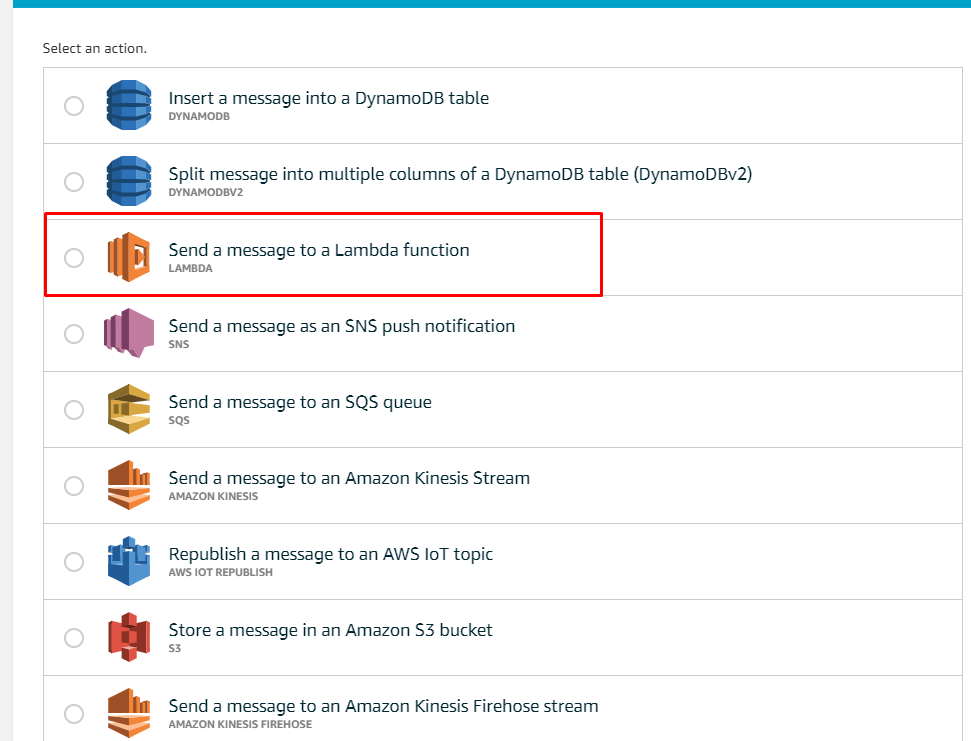 Select an action.
Insert a message into a DynamoDB table
DYNAMODB
Split message into multiple columns of a DynamoDB table (DynamoDBv2)
DYNAMODBV2
Send a message to a Lambda function
LAMBDA
Send a message as an SNS push notification
SNS
Send a message to an SQS queue
SQS
Send a message to an Amazon Kinesis Stream
AMAZON KINESIS
Republish a message to an AWS IoT topic
AWS IOT REPUBLISH
Store a message in an Amazon S3 bucket
S3
Send a message to an Amazon Kinesis Firehose stream
AMAZON KINESIS FIREHOSE